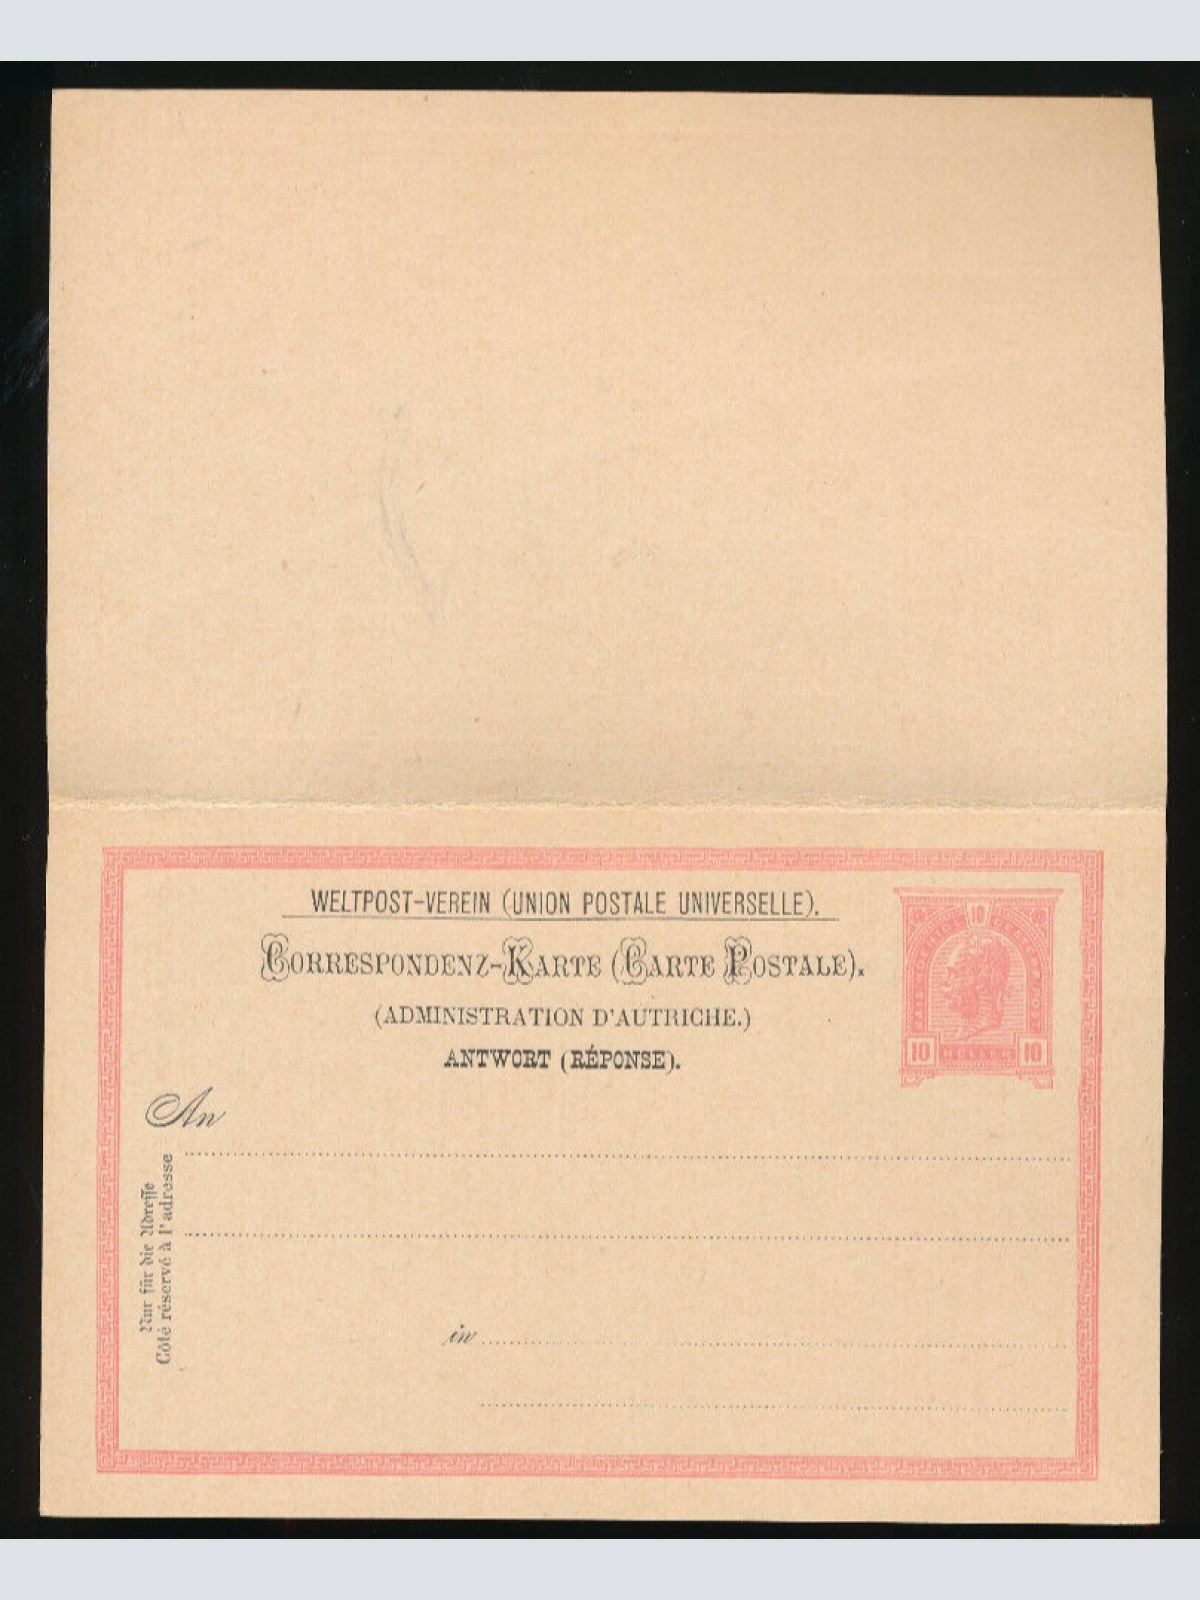 WELTPOST-VEREIN (UNION POSTALE UNIVERSELLE).
CORRESPONDENZ-KARTE (CARTE POSTALE).
(ADMINISTRATION D'AUTRICHE.)
ANTWORT (RÉPONSE).
10
10 HELLER 10
An
Nur für die Adresse
Côté réservé à l'adresse
in